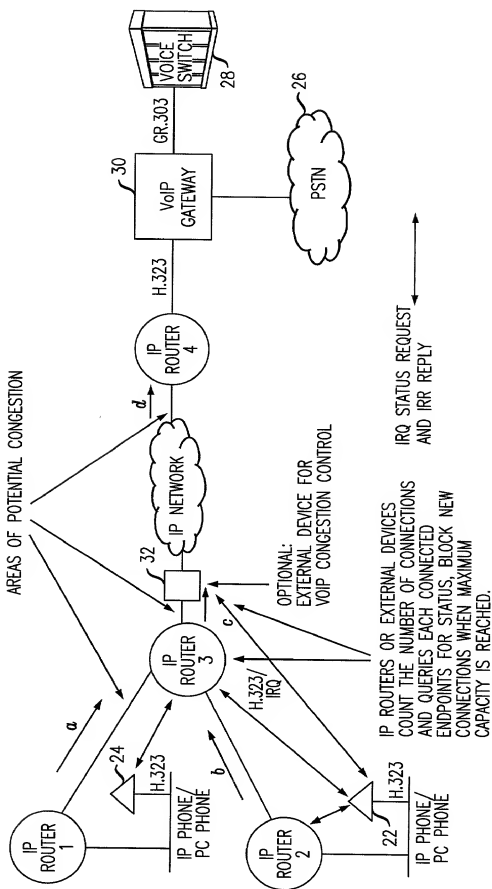 AREAS OF POTENTIAL CONGESTION
IP
ROUTER
1
a
24
H.323
IP PHONE/
PC PHONE
IP
ROUTER
2
b
22
H.323
IP PHONE/
PC PHONE
IP
ROUTER
3
H.323/
IRQ
c
32
OPTIONAL:
EXTERNAL DEVICE FOR
VOIP CONGESTION CONTROL
IP NETWORK
d
IP
ROUTER
4
H.323
30
VoIP
GATEWAY
GR.303
VOICE
SWITCH
28
26
PSTN
IP ROUTERS OR EXTERNAL DEVICES
COUNT THE NUMBER OF CONNECTIONS
AND QUERIES EACH CONNECTED
ENDPOINTS FOR STATUS, BLOCK NEW
CONNECTIONS WHEN MAXIMUM
CAPACITY IS REACHED.
IRQ STATUS REQUEST
AND IRR REPLY